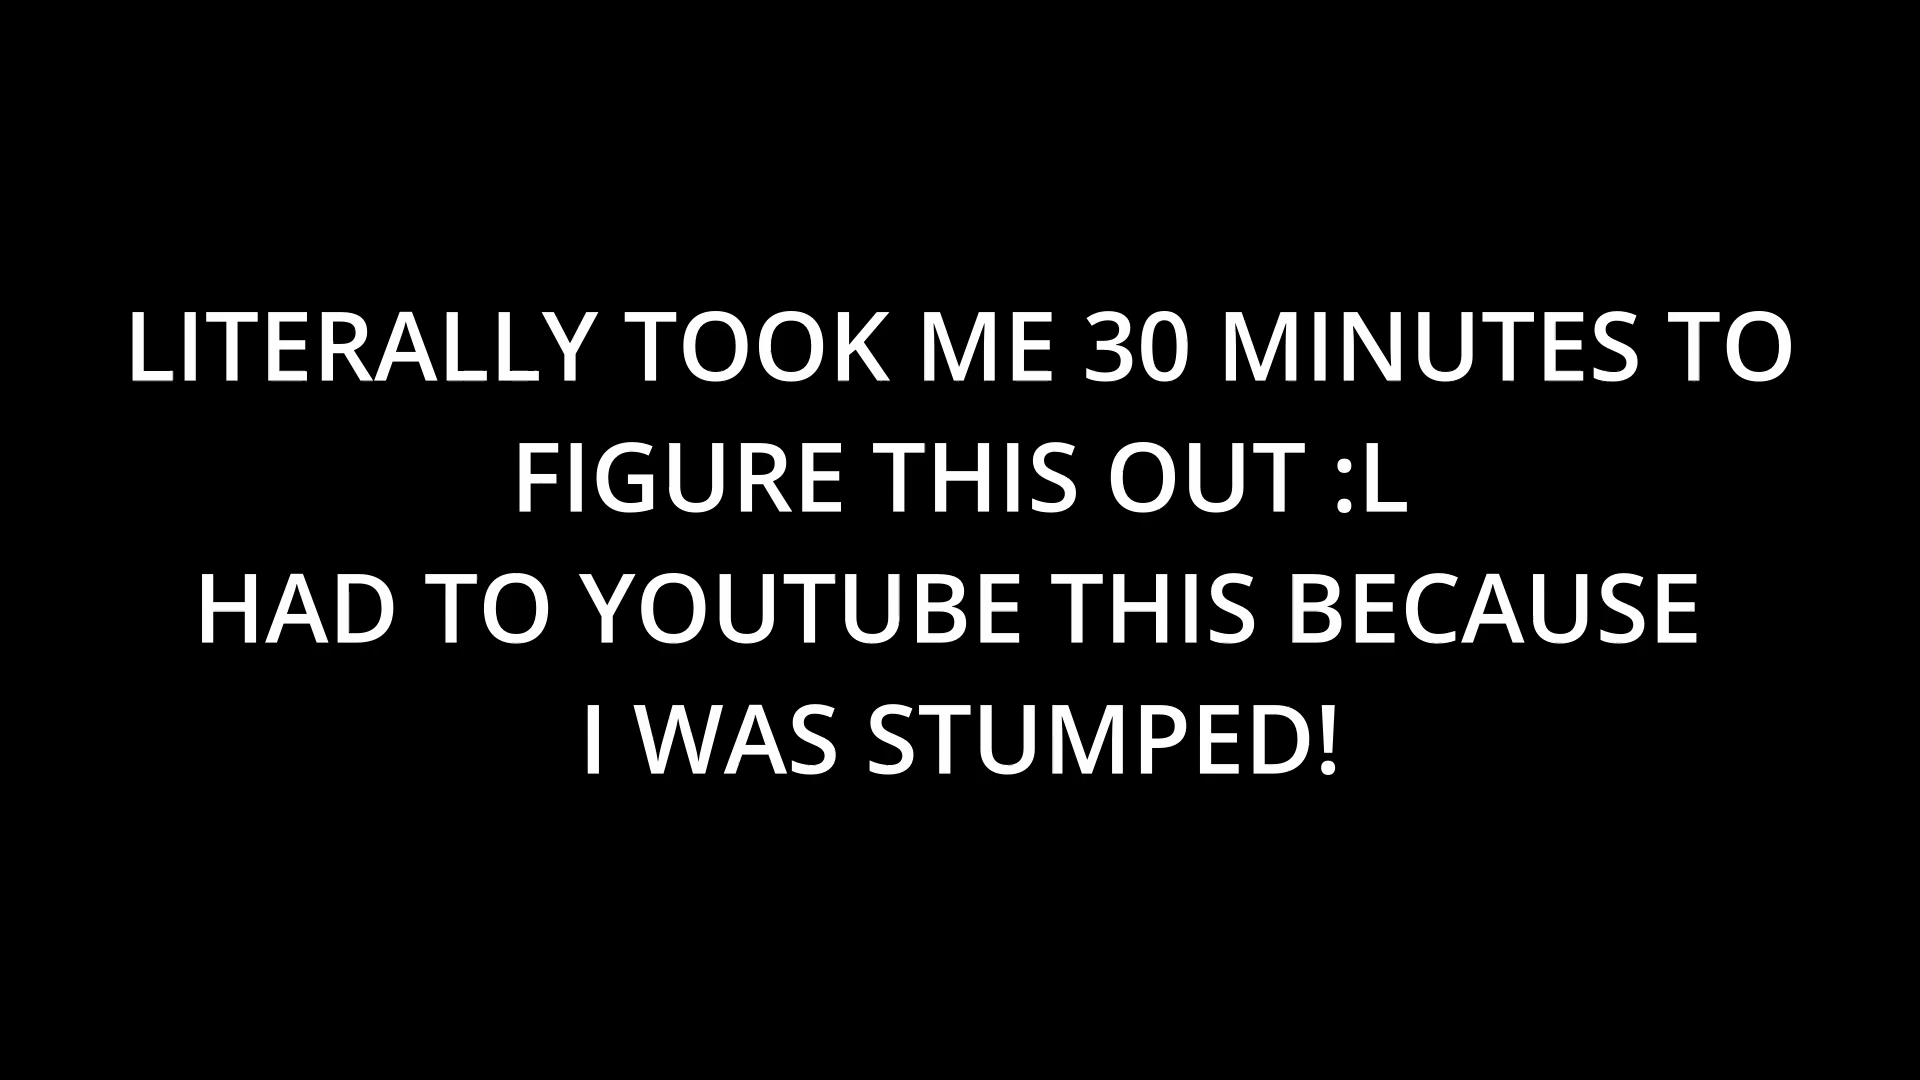 LITERALLY TOOK ME 30 MINUTES TO
FIGURE THIS OUT :L
HAD TO YOUTUBE THIS BECAUSE
I WAS STUMPED!